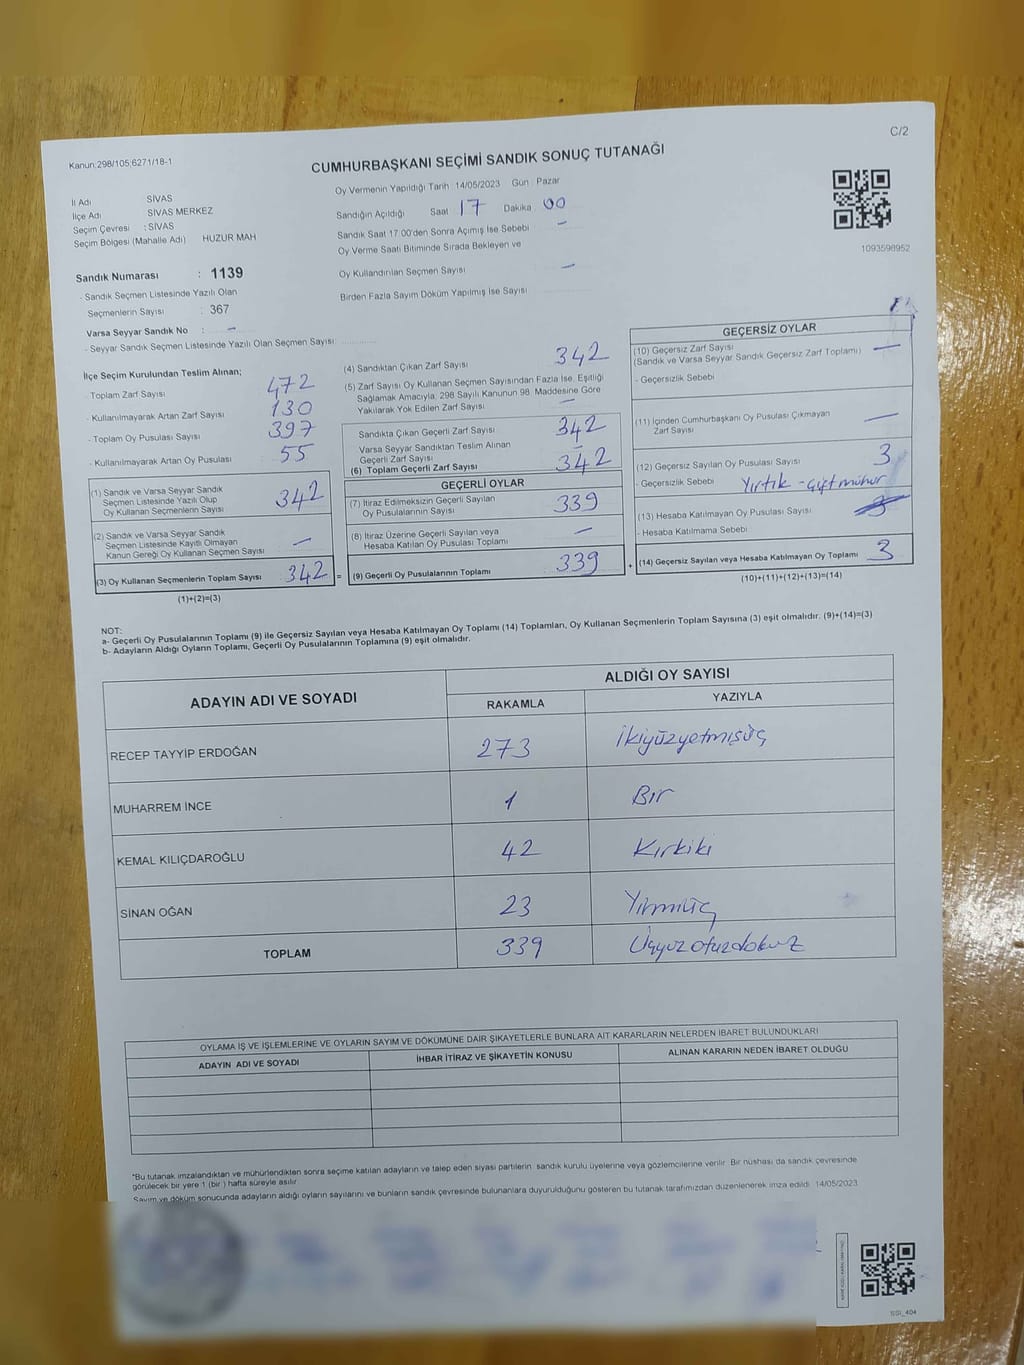 C/2
Kanun:298/105;6271/18-1
CUMHURBAŞKANI SEÇİMİ SANDIK SONUÇ TUTANAĞI
İl Adı SİVAS
İlçe Adı SİVAS MERKEZ
Seçim Çevresi : SİVAS
Seçim Bölgesi (Mahalle Adı) HUZUR MAH
Sandık Numarası : 1139
- Sandık Seçmen Listesinde Yazılı Olan
Seçmenlerin Sayısı : 367
Varsa Seyyar Sandık No : -
- Seyyar Sandık Seçmen Listesinde Yazılı Olan Seçmen Sayısı:
Oy Vermenin Yapıldığı Tarih 14/05/2023 Gün : Pazar
Sandığın Açıldığı Saat 17 Dakika 00
Sandık Saat 17.00'den Sonra Açılmış İse Sebebi -
Oy Verme Saati Bitiminde Sırada Bekleyen ve
Oy Kullandırılan Seçmen Sayısı -
Birden Fazla Sayım Döküm Yapılmış İse Sayısı
1093598952
İlçe Seçim Kurulundan Teslim Alınan;
- Toplam Zarf Sayısı 472
- Kullanılmayarak Artan Zarf Sayısı 130
- Toplam Oy Pusulası Sayısı 397
- Kullanılmayarak Artan Oy Pusulası 55
(1) Sandık ve Varsa Seyyar Sandık
Seçmen Listesinde Yazılı Olup
Oy Kullanan Seçmenlerin Sayısı 342
(2) Sandık ve Varsa Seyyar Sandık
Seçmen Listesinde Kayıtlı Olmayan
Kanun Gereği Oy Kullanan Seçmen Sayısı -
(3) Oy Kullanan Seçmenlerin Toplam Sayısı 342 =
(1)+(2)=(3)
(4) Sandıktan Çıkan Zarf Sayısı 342
(5) Zarf Sayısı Oy Kullanan Seçmen Sayısından Fazla İse, Eşitliği
Sağlamak Amacıyla, 298 Sayılı Kanunun 98. Maddesine Göre
Yakılarak Yok Edilen Zarf Sayısı -
Sandıkta Çıkan Geçerli Zarf Sayısı 342
Varsa Seyyar Sandıktan Teslim Alınan
Geçerli Zarf Sayısı
(6) Toplam Geçerli Zarf Sayısı 342
GEÇERLİ OYLAR
(7) İtiraz Edilmeksizin Geçerli Sayılan
Oy Pusulalarının Sayısı 339
(8) İtiraz Üzerine Geçerli Sayılan veya
Hesaba Katılan Oy Pusulası Toplamı -
(9) Geçerli Oy Pusulalarının Toplamı 339 +
GEÇERSİZ OYLAR
(10) Geçersiz Zarf Sayısı
(Sandık ve Varsa Seyyar Sandık Geçersiz Zarf Toplamı) -
- Geçersizlik Sebebi
(11) İçinden Cumhurbaşkanı Oy Pusulası Çıkmayan
Zarf Sayısı -
(12) Geçersiz Sayılan Oy Pusulası Sayısı 3
- Geçersizlik Sebebi Yırtık - çift mühür
(13) Hesaba Katılmayan Oy Pusulası Sayısı
- Hesaba Katılmama Sebebi
(14) Geçersiz Sayılan veya Hesaba Katılmayan Oy Toplamı 3
(10)+(11)+(12)+(13)=(14)
NOT:
a- Geçerli Oy Pusulalarının Toplamı (9) ile Geçersiz Sayılan veya Hesaba Katılmayan Oy Toplamı (14) Toplamları, Oy Kullanan Seçmenlerin Toplam Sayısına (3) eşit olmalıdır. (9)+(14)=(3)
b- Adayların Aldığı Oyların Toplamı, Geçerli Oy Pusulalarının Toplamına (9) eşit olmalıdır.
ADAYIN ADI VE SOYADI ALDIĞI OY SAYISI
RAKAMLA YAZIYLA
RECEP TAYYİP ERDOĞAN 273 İkiyüzyetmişüç
MUHARREM İNCE 1 Bir
KEMAL KILIÇDAROĞLU 42 Kırkiki
SİNAN OĞAN 23 Yirmiüç
TOPLAM 339 Üçyüzotuzdokuz
OYLAMA İŞ VE İŞLEMLERİNE VE OYLARIN SAYIM VE DÖKÜMÜNE DAİR ŞİKAYETLERLE BUNLARA AİT KARARLARIN NELERDEN İBARET BULUNDUKLARI
ADAYIN ADI VE SOYADI İHBAR İTİRAZ VE ŞİKAYETİN KONUSU ALINAN KARARIN NEDEN İBARET OLDUĞU
*Bu tutanak imzalandıktan ve mühürlendikten sonra seçime katılan adayların ve talep eden siyasi partilerin sandık kurulu üyelerine veya gözlemcilerine verilir. Bir nüshası da sandık çevresinde
görülecek bir yere 1 (bir) hafta süreyle asılır.
Sayım ve döküm sonucunda adayların aldığı oyların sayılarını ve bunların sandık çevresinde bulunanlara duyurulduğunu gösteren bu tutanak tarafımızdan düzenlenerek imza edildi. 14/05/2023